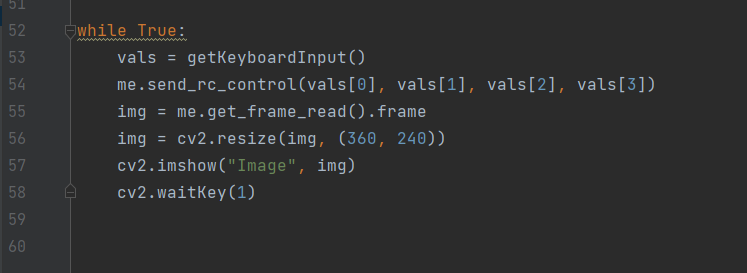 51
52 while True:
53     vals = getKeyboardInput()
54     me.send_rc_control(vals[0], vals[1], vals[2], vals[3])
55     img = me.get_frame_read().frame
56     img = cv2.resize(img, (360, 240))
57     cv2.imshow("Image", img)
58     cv2.waitKey(1)
59
60